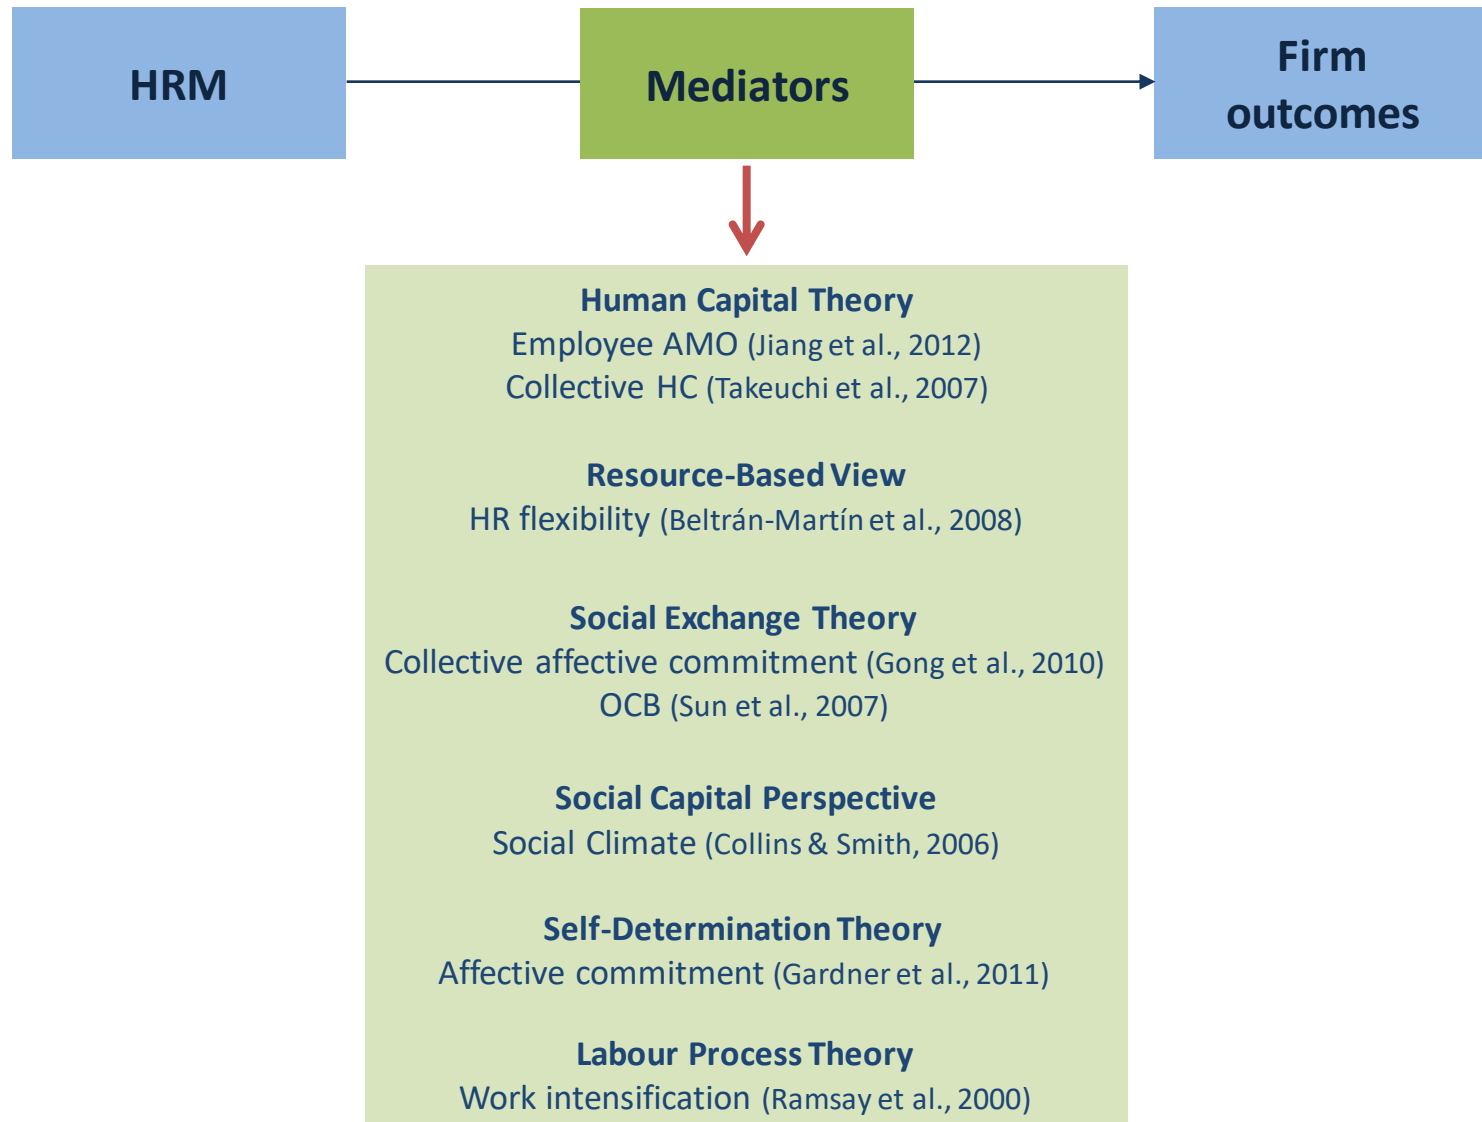 HRM
Mediators
Firm
outcomes
Human Capital Theory
Employee AMO (Jiang et al., 2012)
Collective HC (Takeuchi et al., 2007)
Resource-Based View
HR flexibility (Beltrán-Martín et al., 2008)
Social Exchange Theory
Collective affective commitment (Gong et al., 2010)
OCB (Sun et al., 2007)
Social Capital Perspective
Social Climate (Collins & Smith, 2006)
Self-Determination Theory
Affective commitment (Gardner et al., 2011)
Labour Process Theory
Work intensification (Ramsay et al., 2000)